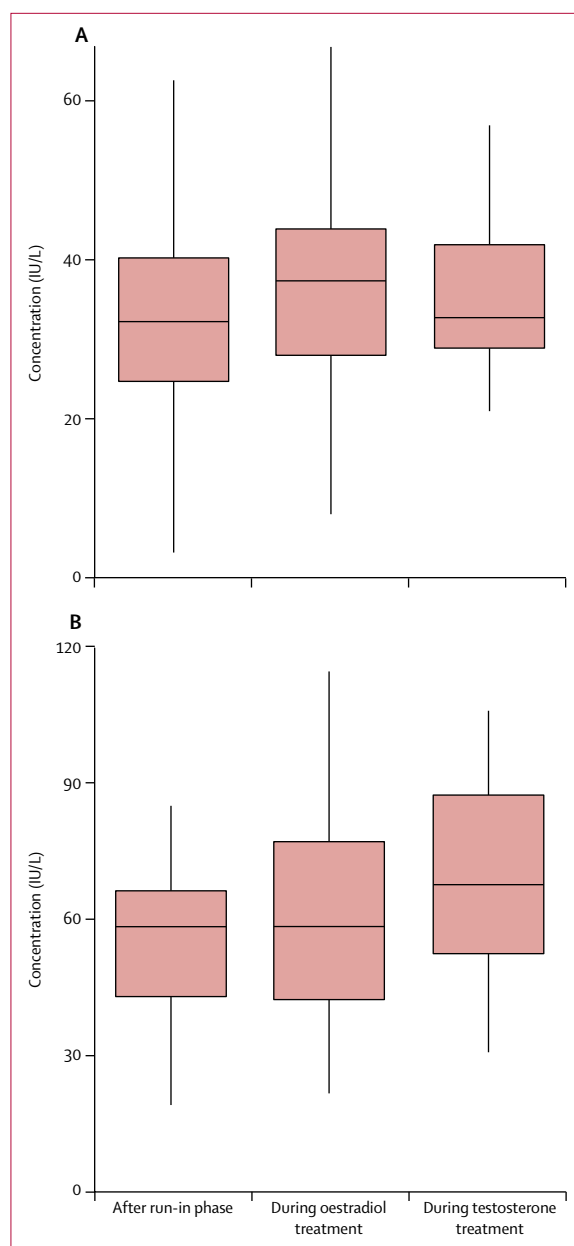 A
60
40
20
0
Concentration (IU/L)
B
120
90
60
30
0
Concentration (IU/L)
After run-in phase
During oestradiol
treatment
During testosterone
treatment